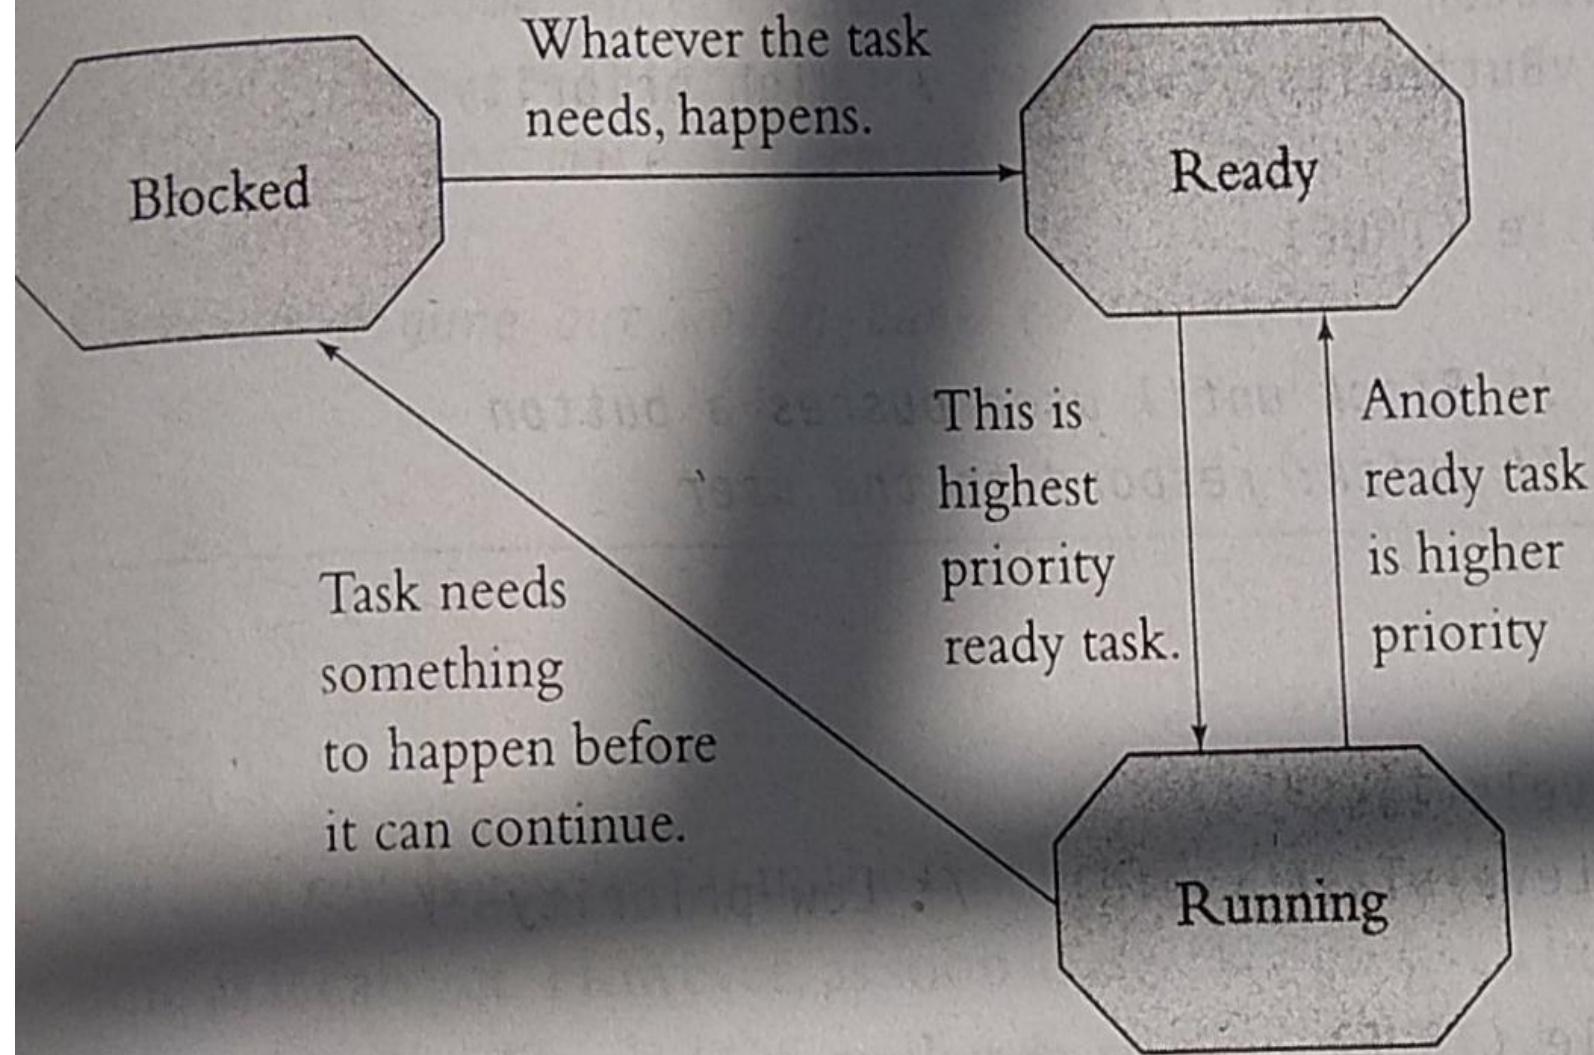 Whatever the task
needs, happens.
Blocked
Ready
This is
highest
priority
ready task.
Another
ready task
is higher
priority
Task needs
something
to happen before
it can continue.
Running